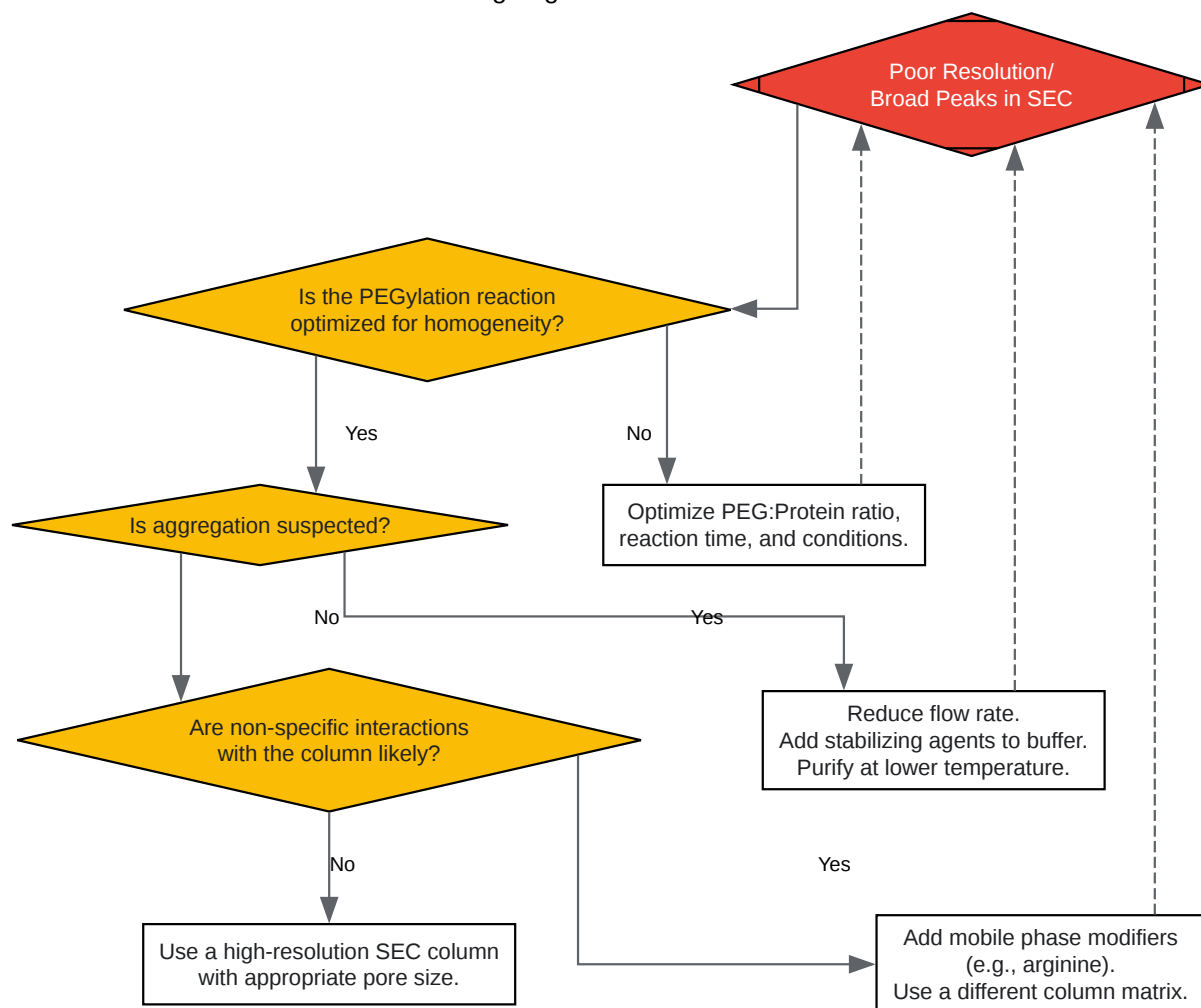 Poor Resolution/
Broad Peaks in SEC
Is the PEGylation reaction
optimized for homogeneity?
Yes
No
Is aggregation suspected?
Optimize PEG:Protein ratio,
reaction time, and conditions.
No
Yes
Are non-specific interactions
with the column likely?
Reduce flow rate.
Add stabilizing agents to buffer.
Purify at lower temperature.
No
Yes
Use a high-resolution SEC column
with appropriate pore size.
Add mobile phase modifiers
(e.g., arginine).
Use a different column matrix.